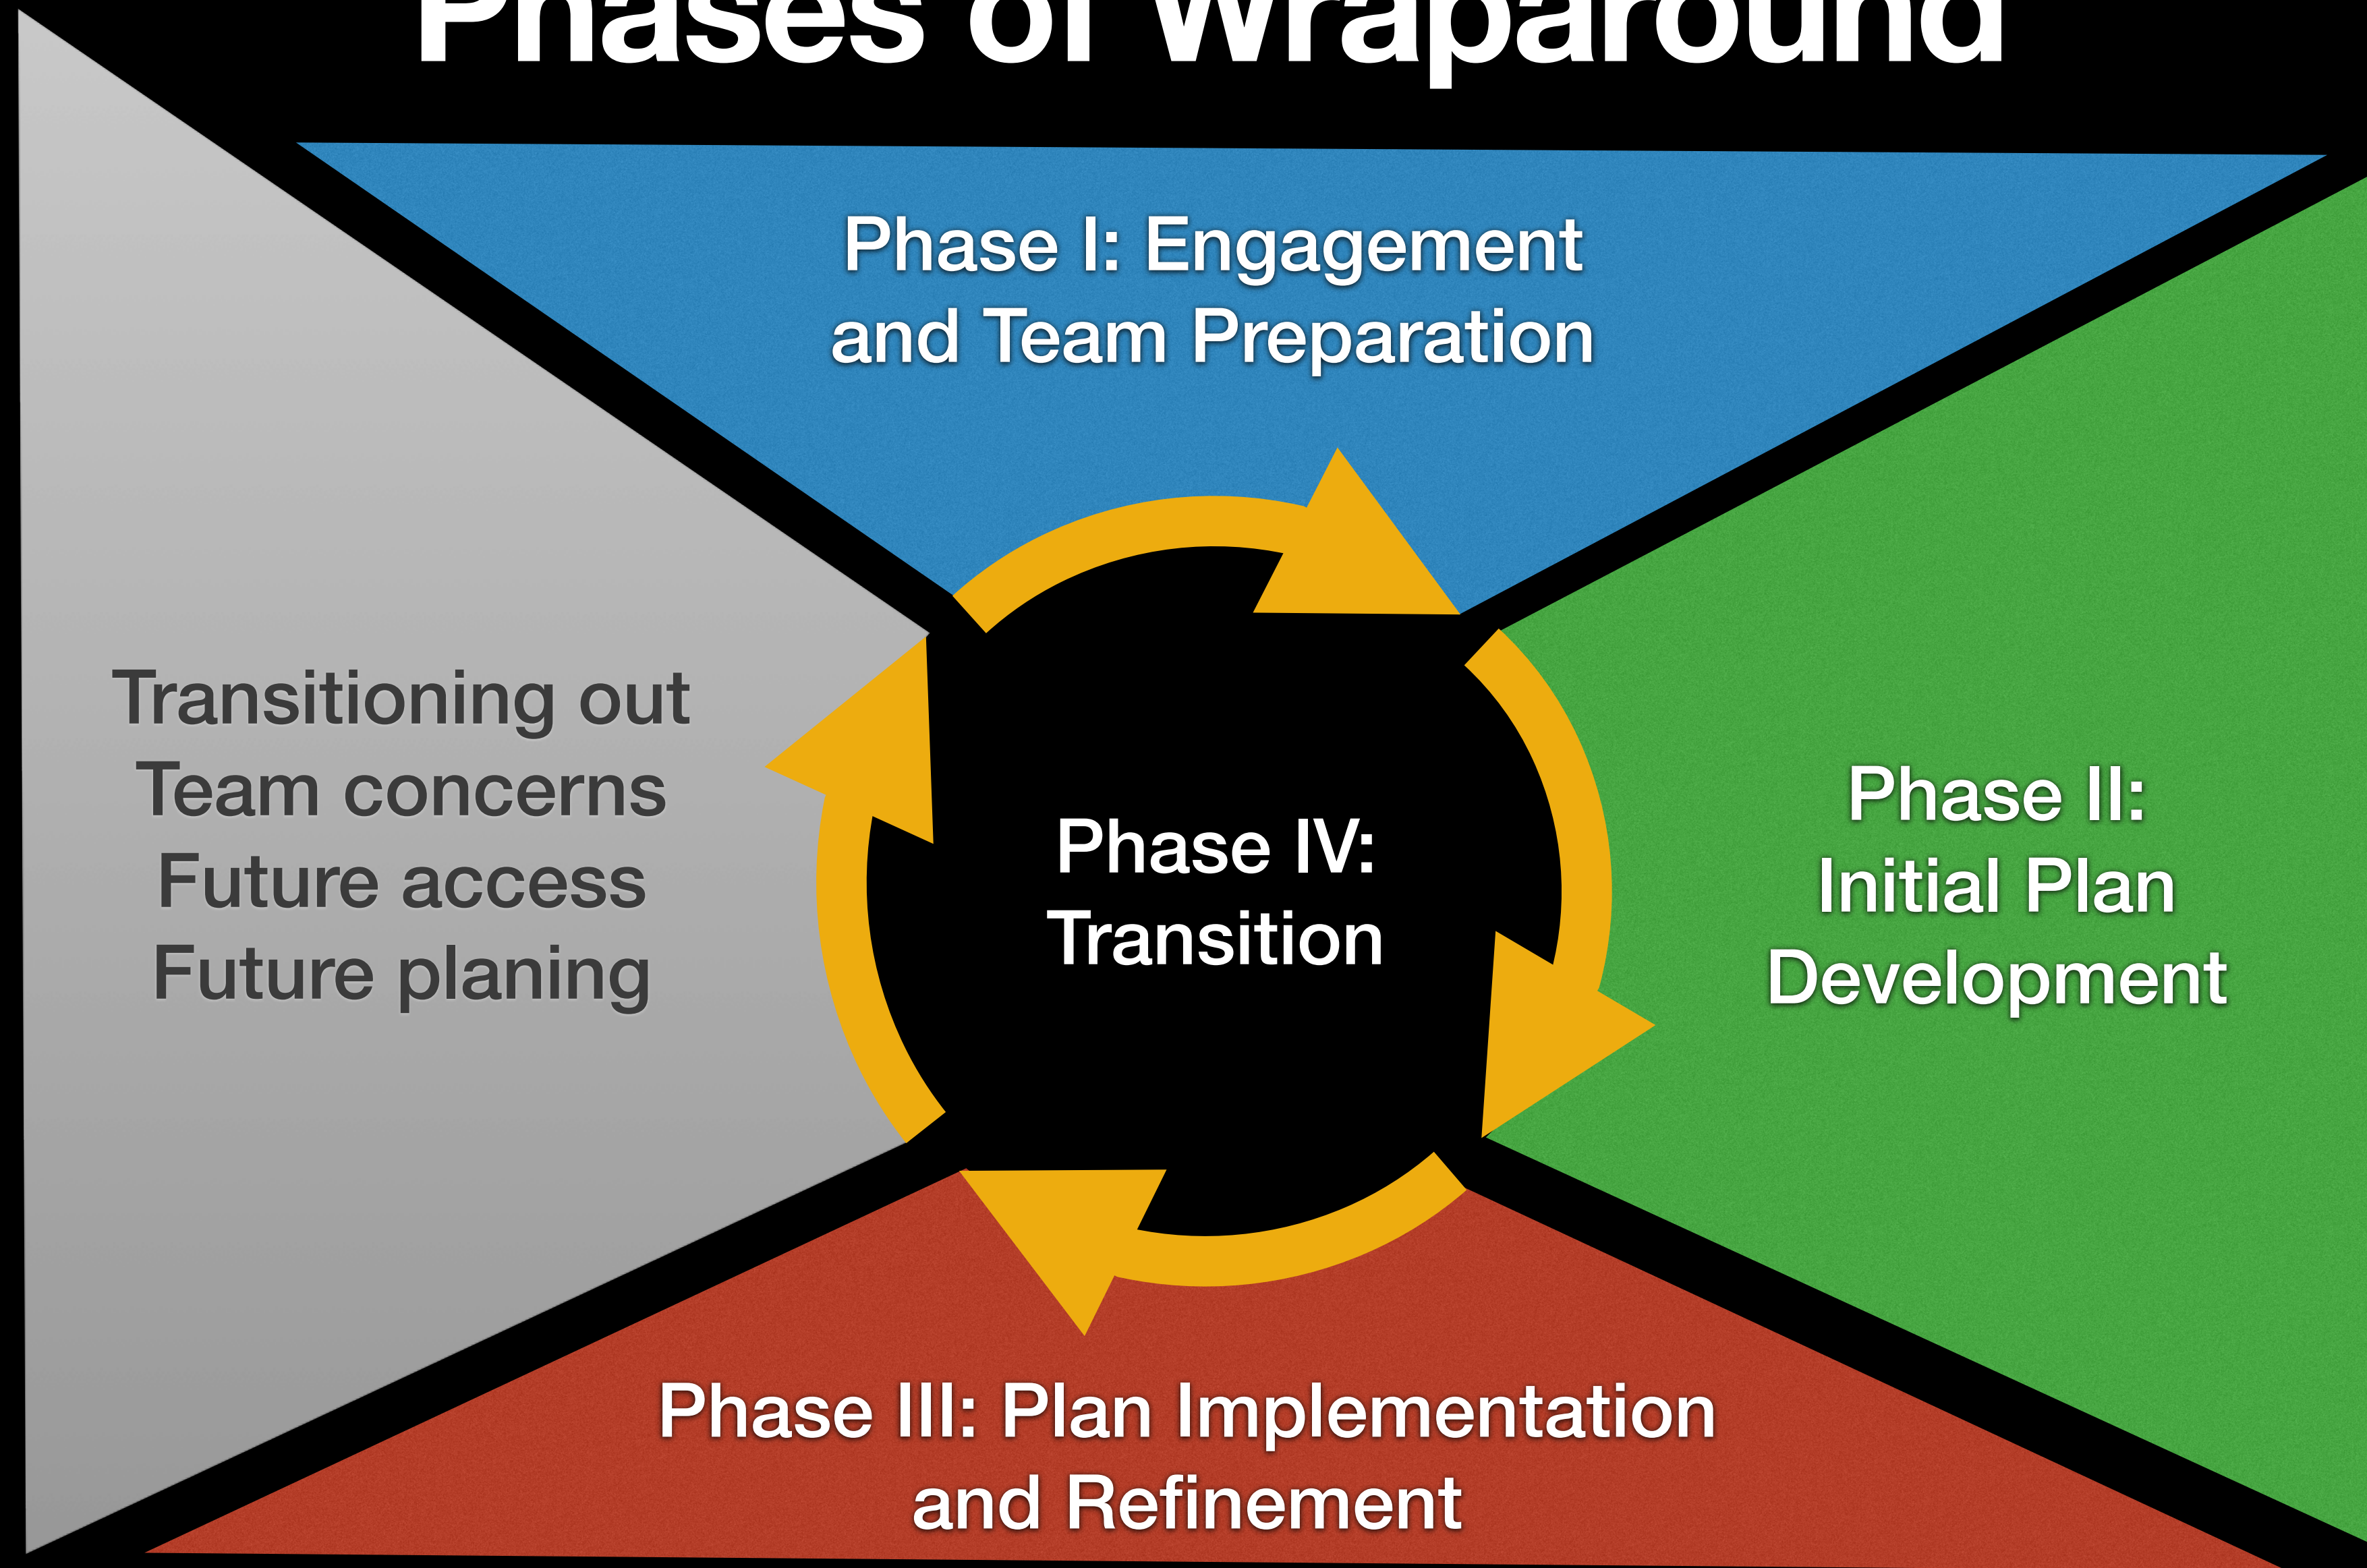 Phases of Wraparound
Phase I: Engagement
and Team Preparation
Transitioning out
Team concerns
Future access
Future planing
Phase IV:
Transition
Phase II:
Initial Plan
Development
Phase III: Plan Implementation
and Refinement